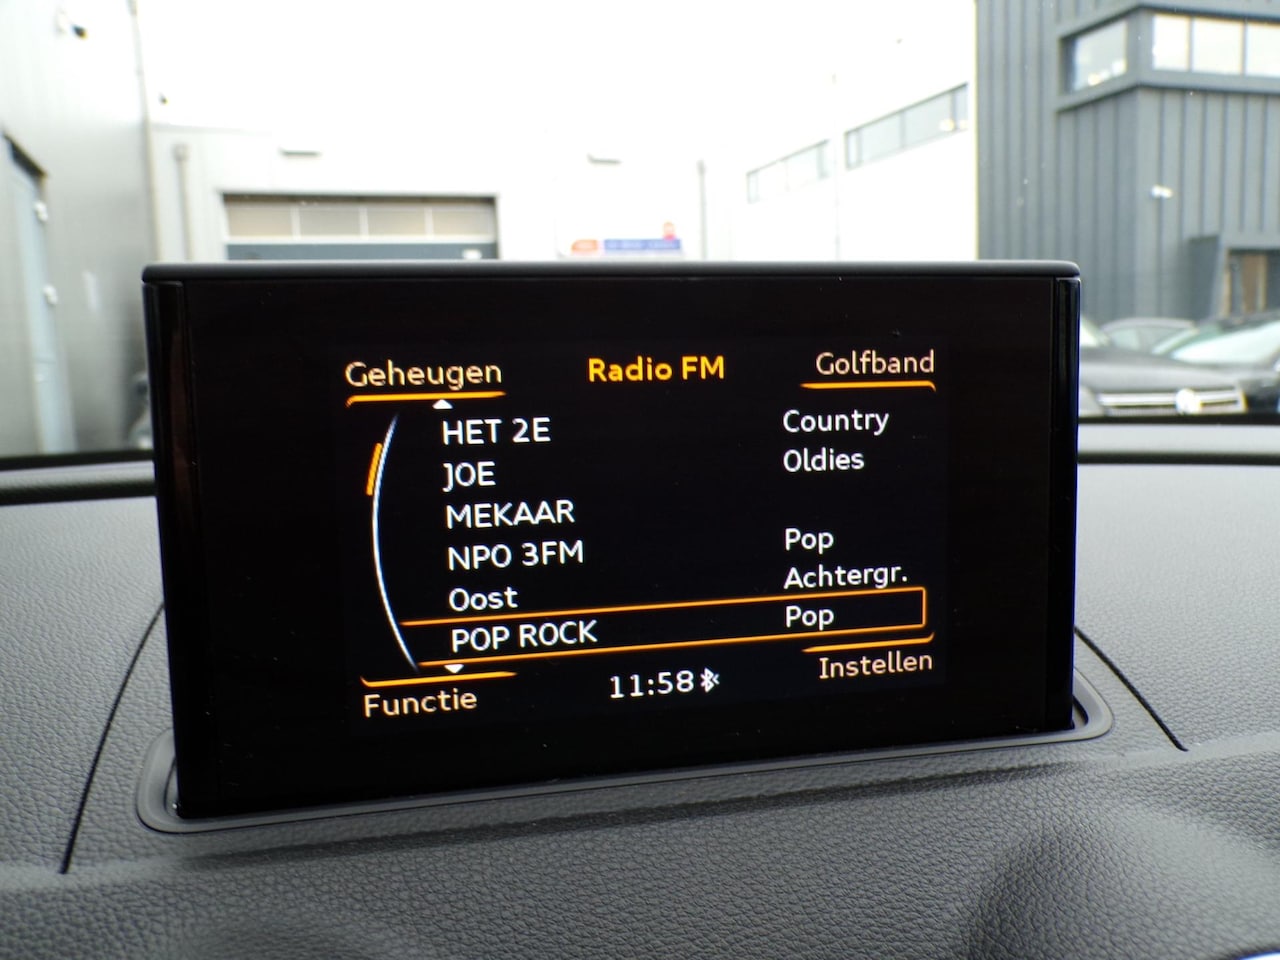 Geheugen Radio FM Golfband
HET 2E Country
JOE Oldies
MEKAAR
NPO 3FM Pop
Oost Achtergr.
POP ROCK Pop
Functie 11:58 Instellen